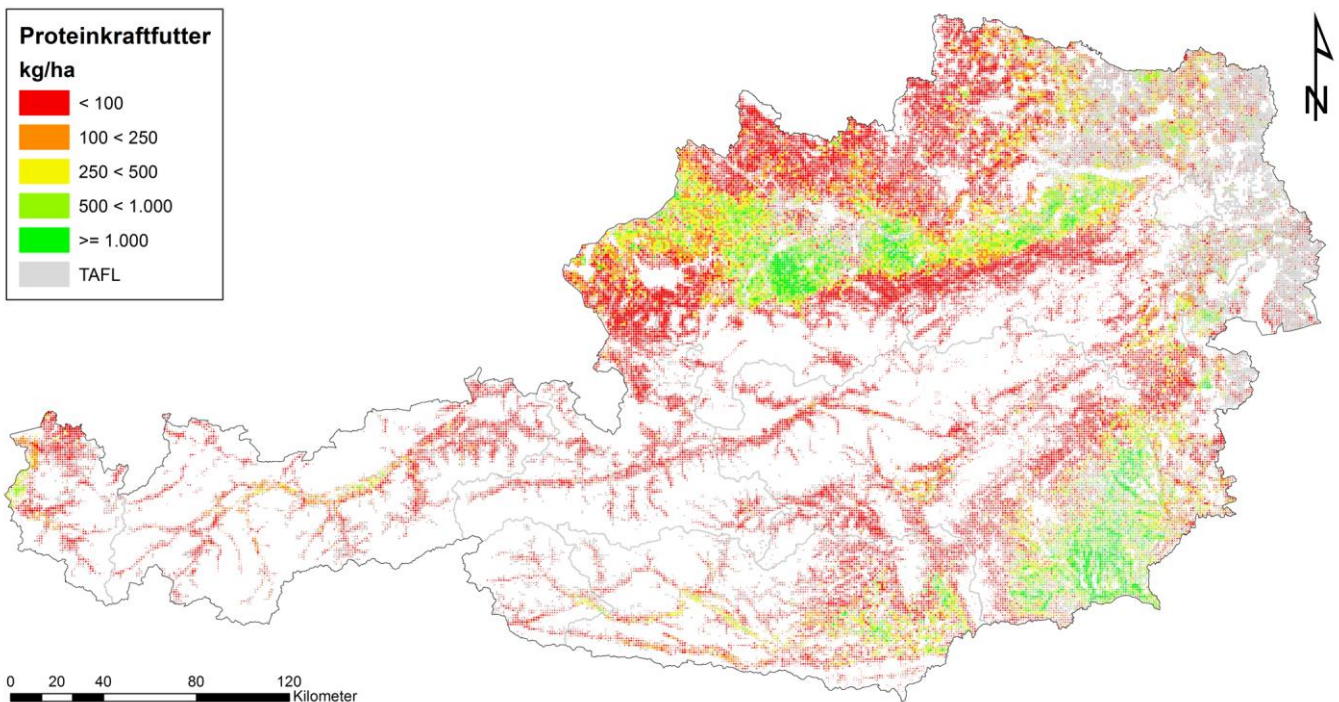 Proteinkraftfutter
kg/ha
< 100
100 < 250
250 < 500
500 < 1.000
>= 1.000
TAFL
N
0 20 40 80 120
Kilometer